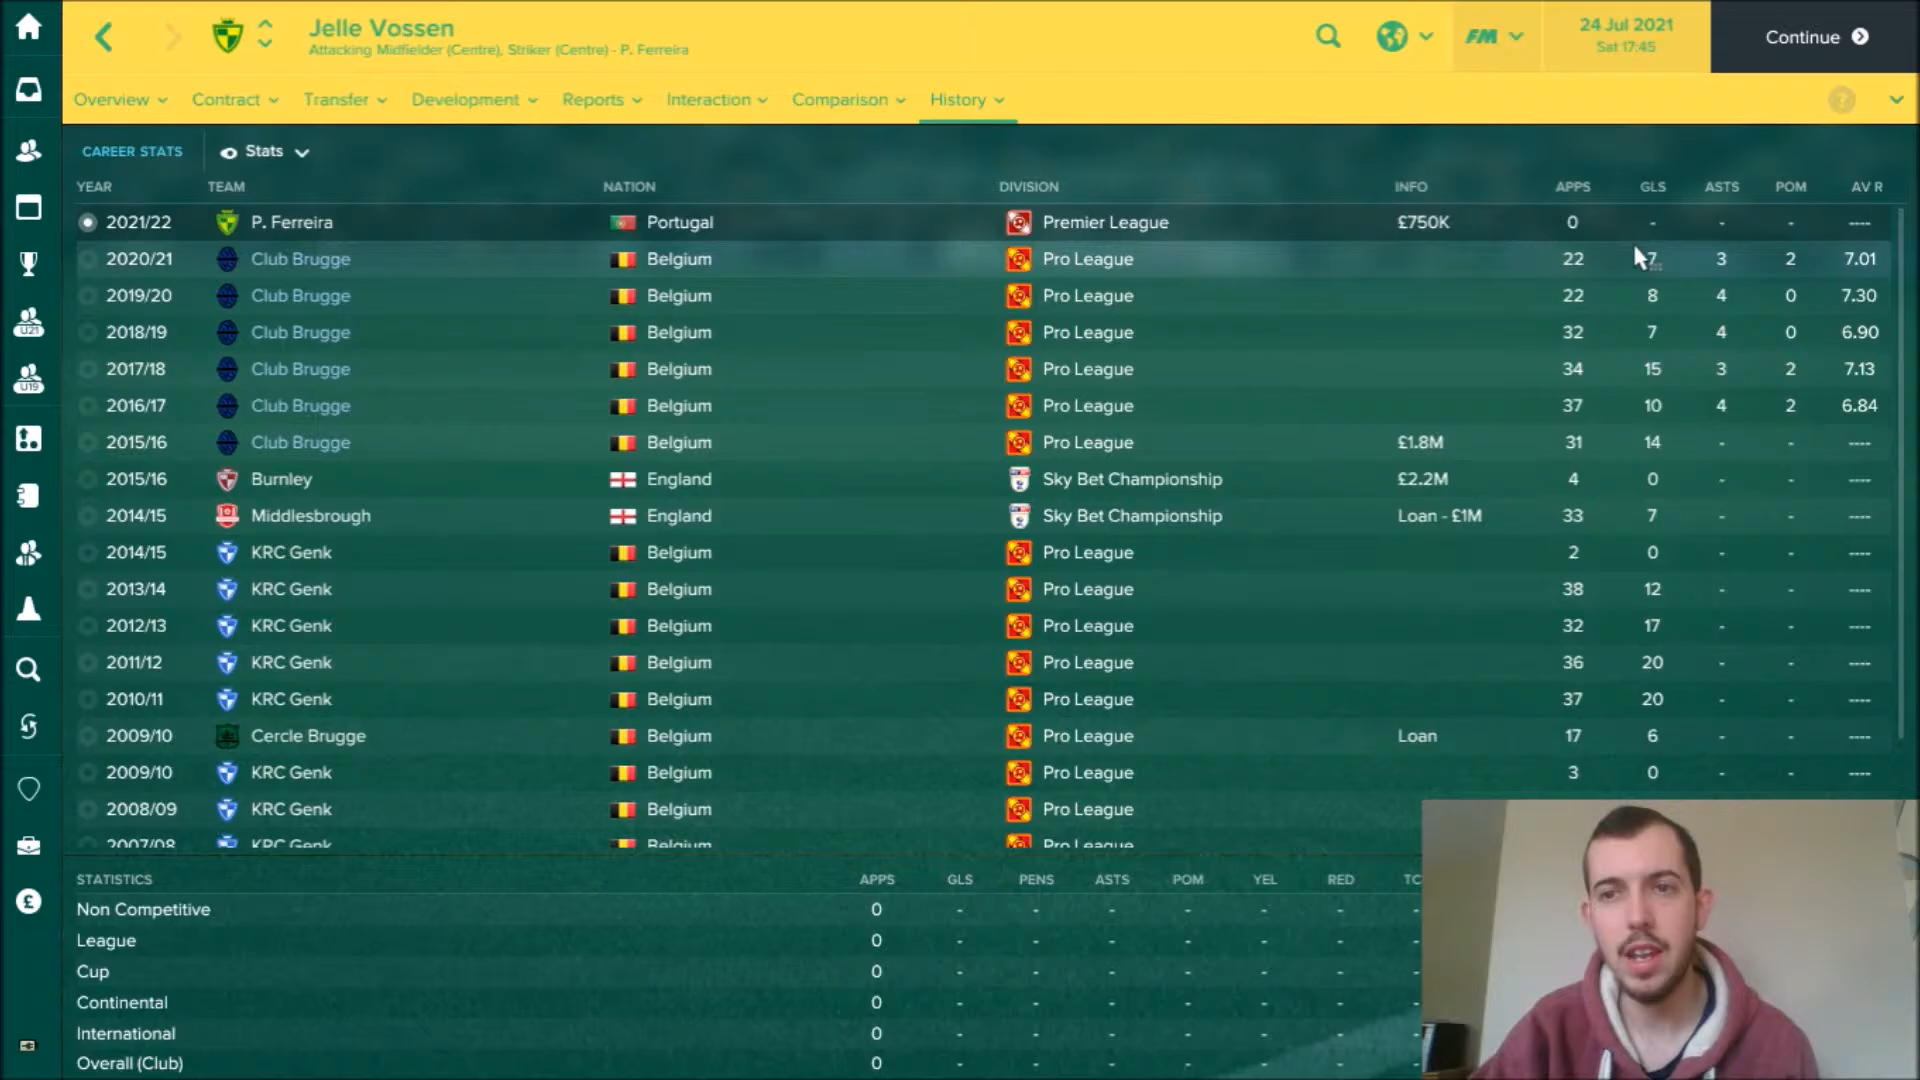 Jelle Vossen
Attacking Midfielder (Centre), Striker (Centre) - P. Ferreira
FM
24 Jul 2021
Sat 17:45
Continue
Overview Contract Transfer Development Reports Interaction Comparison History
?
CAREER STATS Stats
YEAR TEAM NATION DIVISION INFO APPS GLS ASTS POM AV R
2021/22 P. Ferreira Portugal Premier League £750K 0 - - - ----
2020/21 Club Brugge Belgium Pro League 22 7 3 2 7.01
2019/20 Club Brugge Belgium Pro League 22 8 4 0 7.30
2018/19 Club Brugge Belgium Pro League 32 7 4 0 6.90
2017/18 Club Brugge Belgium Pro League 34 15 3 2 7.13
2016/17 Club Brugge Belgium Pro League 37 10 4 2 6.84
2015/16 Club Brugge Belgium Pro League £1.8M 31 14 - - ----
2015/16 Burnley England Sky Bet Championship £2.2M 4 0 - - ----
2014/15 Middlesbrough England Sky Bet Championship Loan - £1M 33 7 - - ----
2014/15 KRC Genk Belgium Pro League 2 0 - - ----
2013/14 KRC Genk Belgium Pro League 38 12 - - ----
2012/13 KRC Genk Belgium Pro League 32 17 - - ----
2011/12 KRC Genk Belgium Pro League 36 20 - - ----
2010/11 KRC Genk Belgium Pro League 37 20 - - ----
2009/10 Cercle Brugge Belgium Pro League Loan 17 6 - - ----
2009/10 KRC Genk Belgium Pro League 3 0 - - ----
2008/09 KRC Genk Belgium Pro League
2007/08 KRC Genk Belgium Pro League
STATISTICS APPS GLS PENS ASTS POM YEL RED TC
Non Competitive 0 - - - - - - -
League 0 - - - - - - -
Cup 0 - - - - - - -
Continental 0 - - - - - - -
International 0 - - - - - - -
Overall (Club) 0 - - - - - - -
U21
U19
£